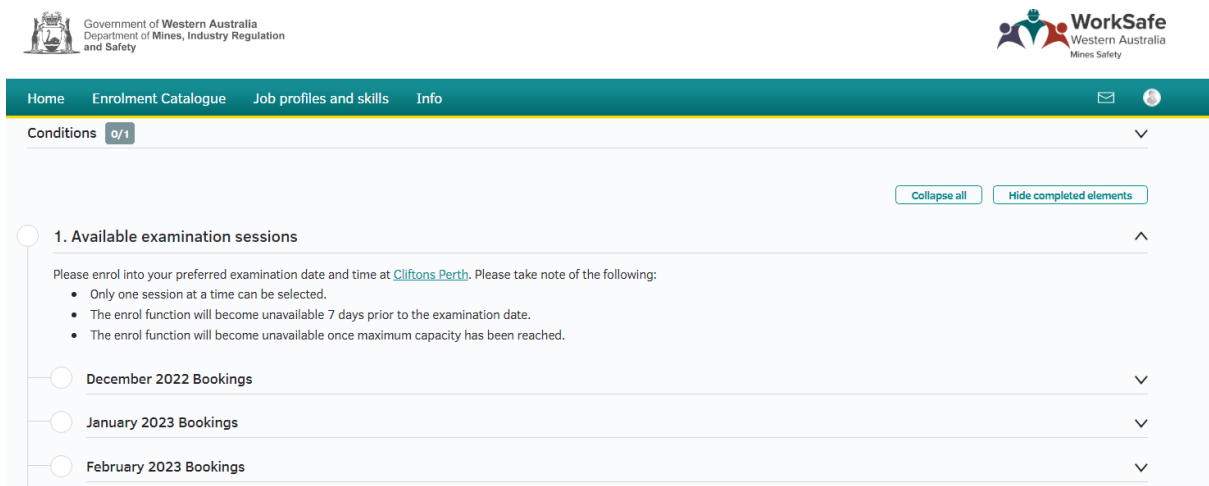 Government of Western Australia
Department of Mines, Industry Regulation
and Safety
WorkSafe
Western Australia
Mines Safety
Home Enrolment Catalogue Job profiles and skills Info
Conditions 0/1
Collapse all Hide completed elements
1. Available examination sessions
Please enrol into your preferred examination date and time at Cliftons Perth. Please take note of the following:
• Only one session at a time can be selected.
• The enrol function will become unavailable 7 days prior to the examination date.
• The enrol function will become unavailable once maximum capacity has been reached.
December 2022 Bookings
January 2023 Bookings
February 2023 Bookings